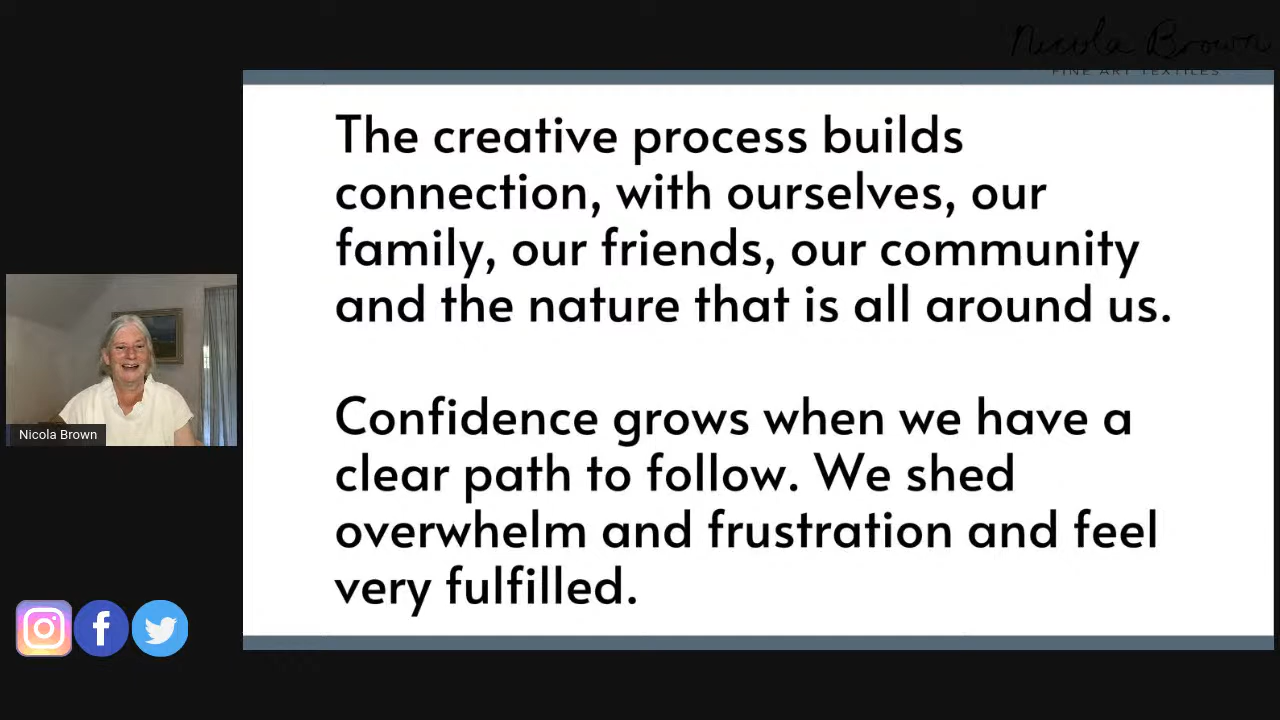 Nicola Brown
FINE ART TEXTILES
The creative process builds
connection, with ourselves, our
family, our friends, our community
and the nature that is all around us.
Confidence grows when we have a
clear path to follow. We shed
overwhelm and frustration and feel
very fulfilled.
Nicola Brown